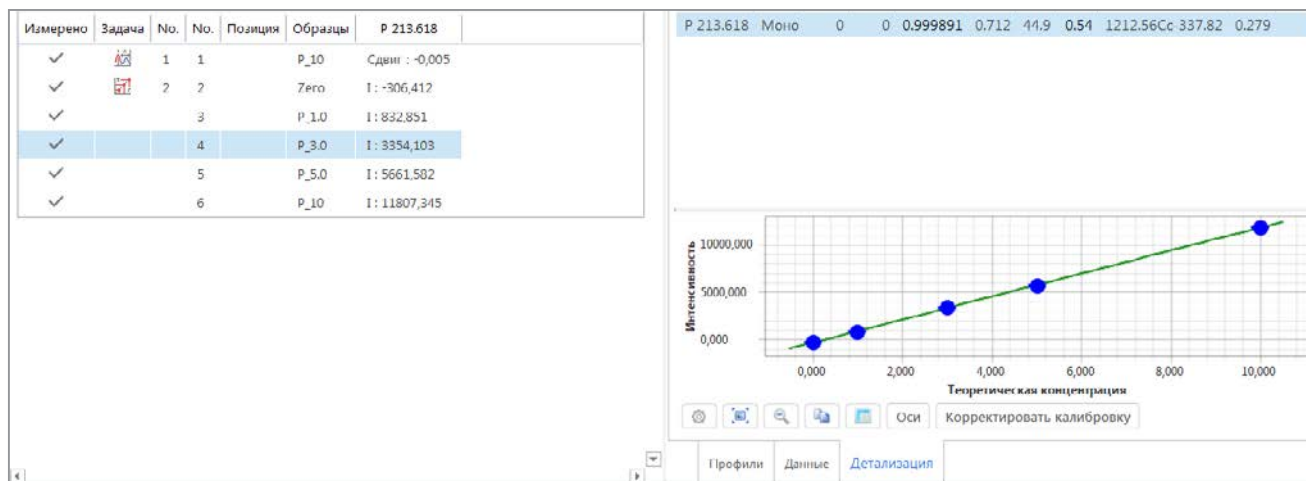 Измерено Задача No. No. Позиция Образцы P 213.618
1 1 P_10 Сдвиг : -0,005
2 2 Zero I : -306,412
3 P_1.0 I : 832,851
4 P_3.0 I : 3354,103
5 P_5.0 I : 5661,582
6 P_10 I : 11807,345
P 213.618 Моно 0 0 0.999891 0.712 44.9 0.54 1212.56Cc 337.82 0.279
Интенсивность
10000,000
5000,000
0,000
0,000 2,000 4,000 6,000 8,000 10,000
Теоретическая концентрация
Оси Корректировать калибровку
Профили Данные Детализация